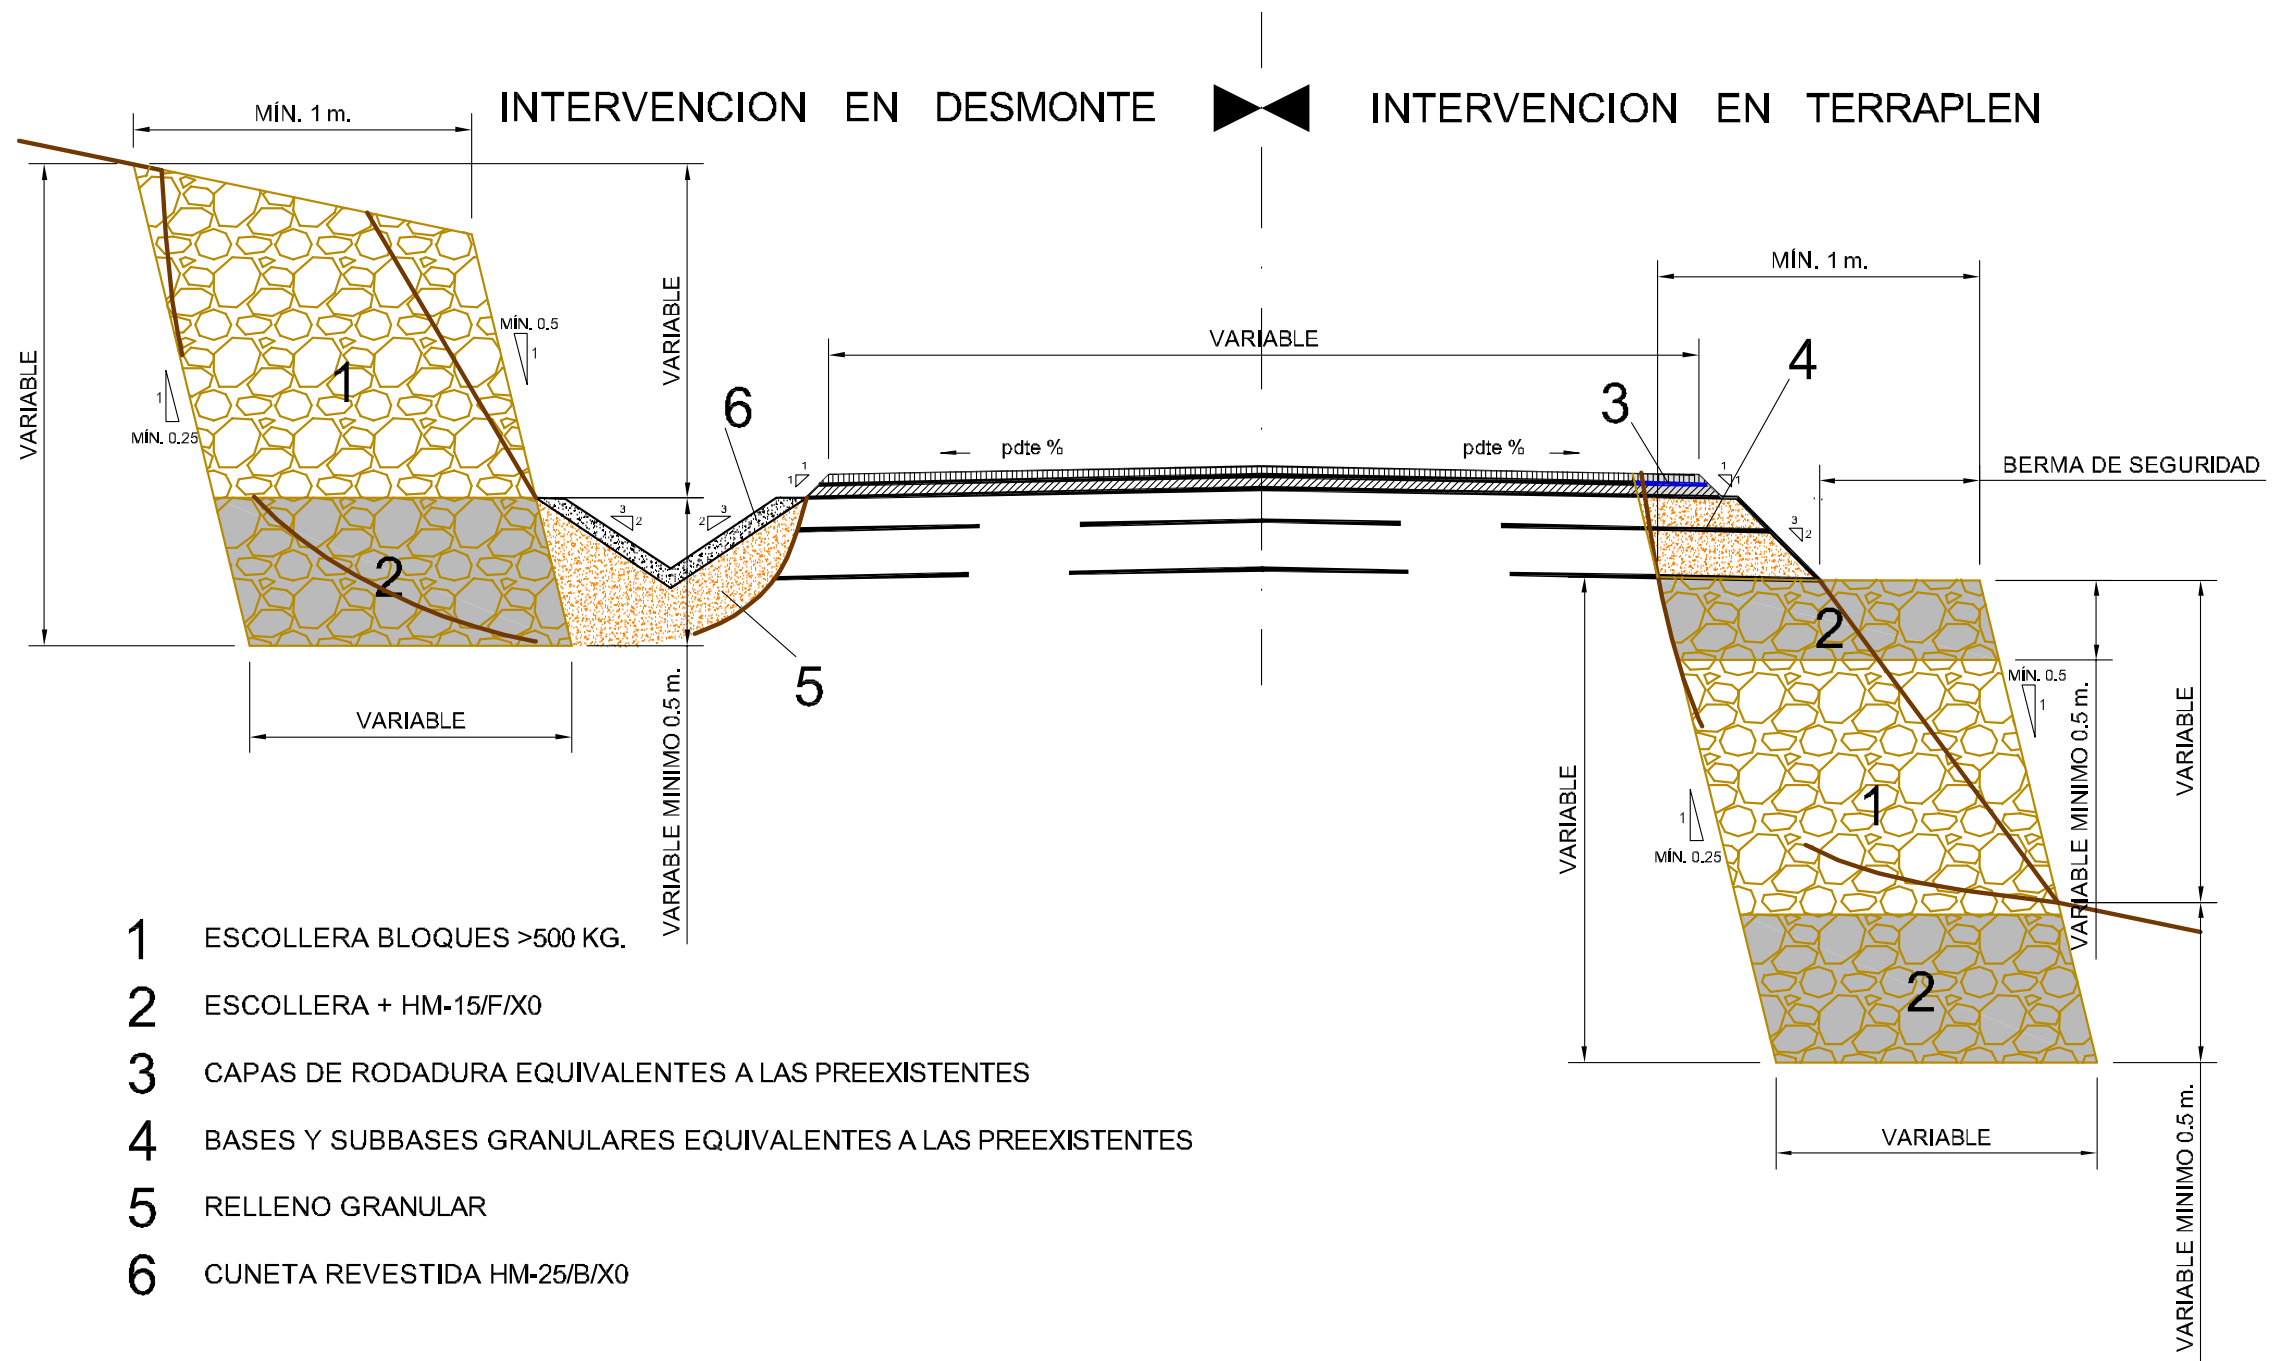 INTERVENCION EN DESMONTE
INTERVENCION EN TERRAPLEN
MÍN. 1 m.
VARIABLE
VARIABLE
MÍN. 0.5
1
1
MÍN. 0.25
1
2
VARIABLE
6
3
2
3
2
1
1
5
VARIABLE MINIMO 0.5 m.
VARIABLE
pdte %
pdte %
MÍN. 1 m.
3
4
1
1
3
2
BERMA DE SEGURIDAD
2
MÍN. 0.5
1
1
1
MÍN. 0.25
2
VARIABLE
VARIABLE MINIMO 0.5 m.
VARIABLE
VARIABLE
VARIABLE MINIMO 0.5 m.
1 ESCOLLERA BLOQUES >500 KG.
2 ESCOLLERA + HM-15/F/X0
3 CAPAS DE RODADURA EQUIVALENTES A LAS PREEXISTENTES
4 BASES Y SUBBASES GRANULARES EQUIVALENTES A LAS PREEXISTENTES
5 RELLENO GRANULAR
6 CUNETA REVESTIDA HM-25/B/X0